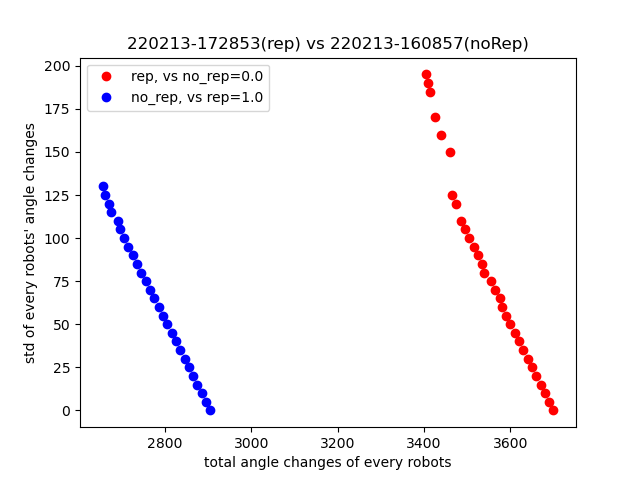 220213-172853(rep) vs 220213-160857(noRep)
rep, vs no_rep=0.0
no_rep, vs rep=1.0
std of every robots' angle changes
200
175
150
125
100
75
50
25
0
2800 3000 3200 3400 3600
total angle changes of every robots